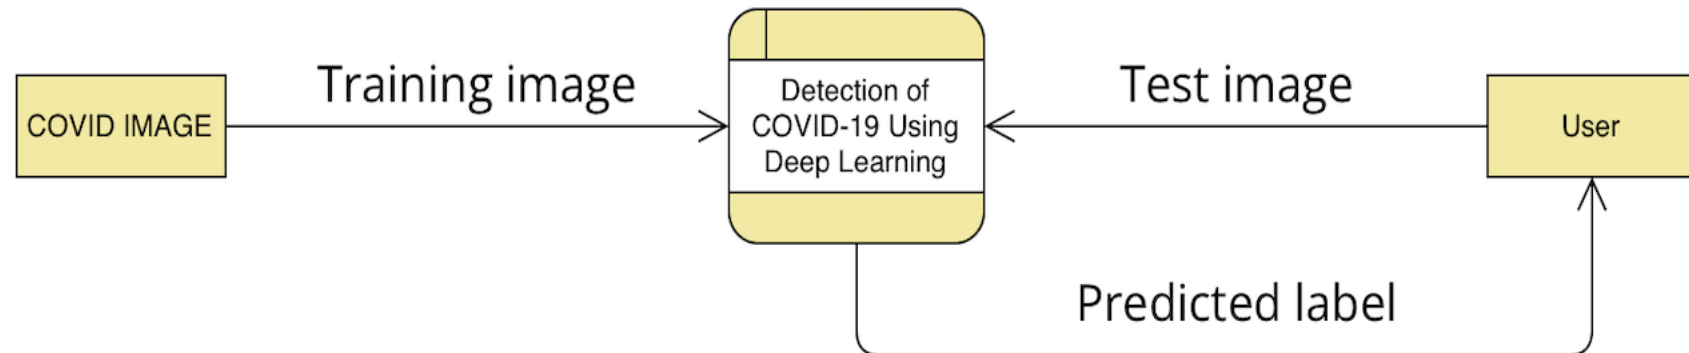 Training image
Test image
COVID IMAGE
Detection of
COVID-19 Using
Deep Learning
User
Predicted label